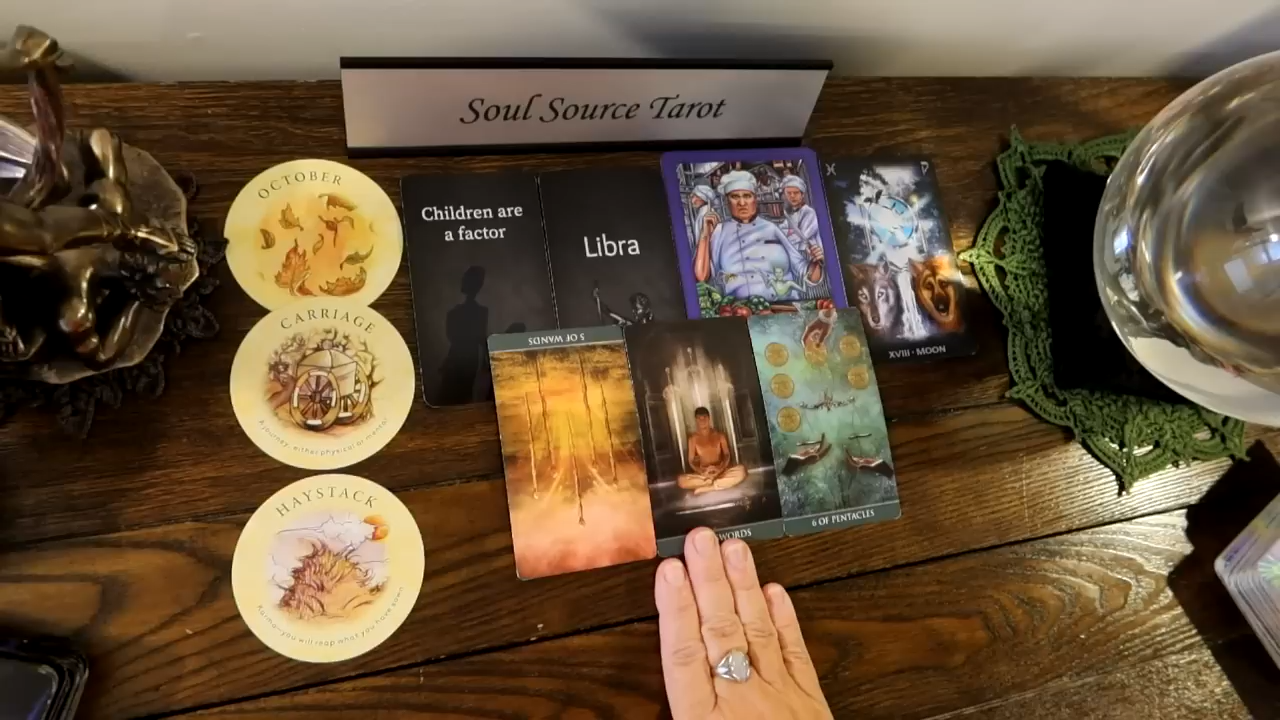 Soul Source Tarot
OCTOBER
Children are
a factor
Libra
CARRIAGE
A journey, either physical or mental
XVIII · MOON
5 OF WANDS
WORDS
6 OF PENTACLES
HAYSTACK
Karma-you will reap what you have sown